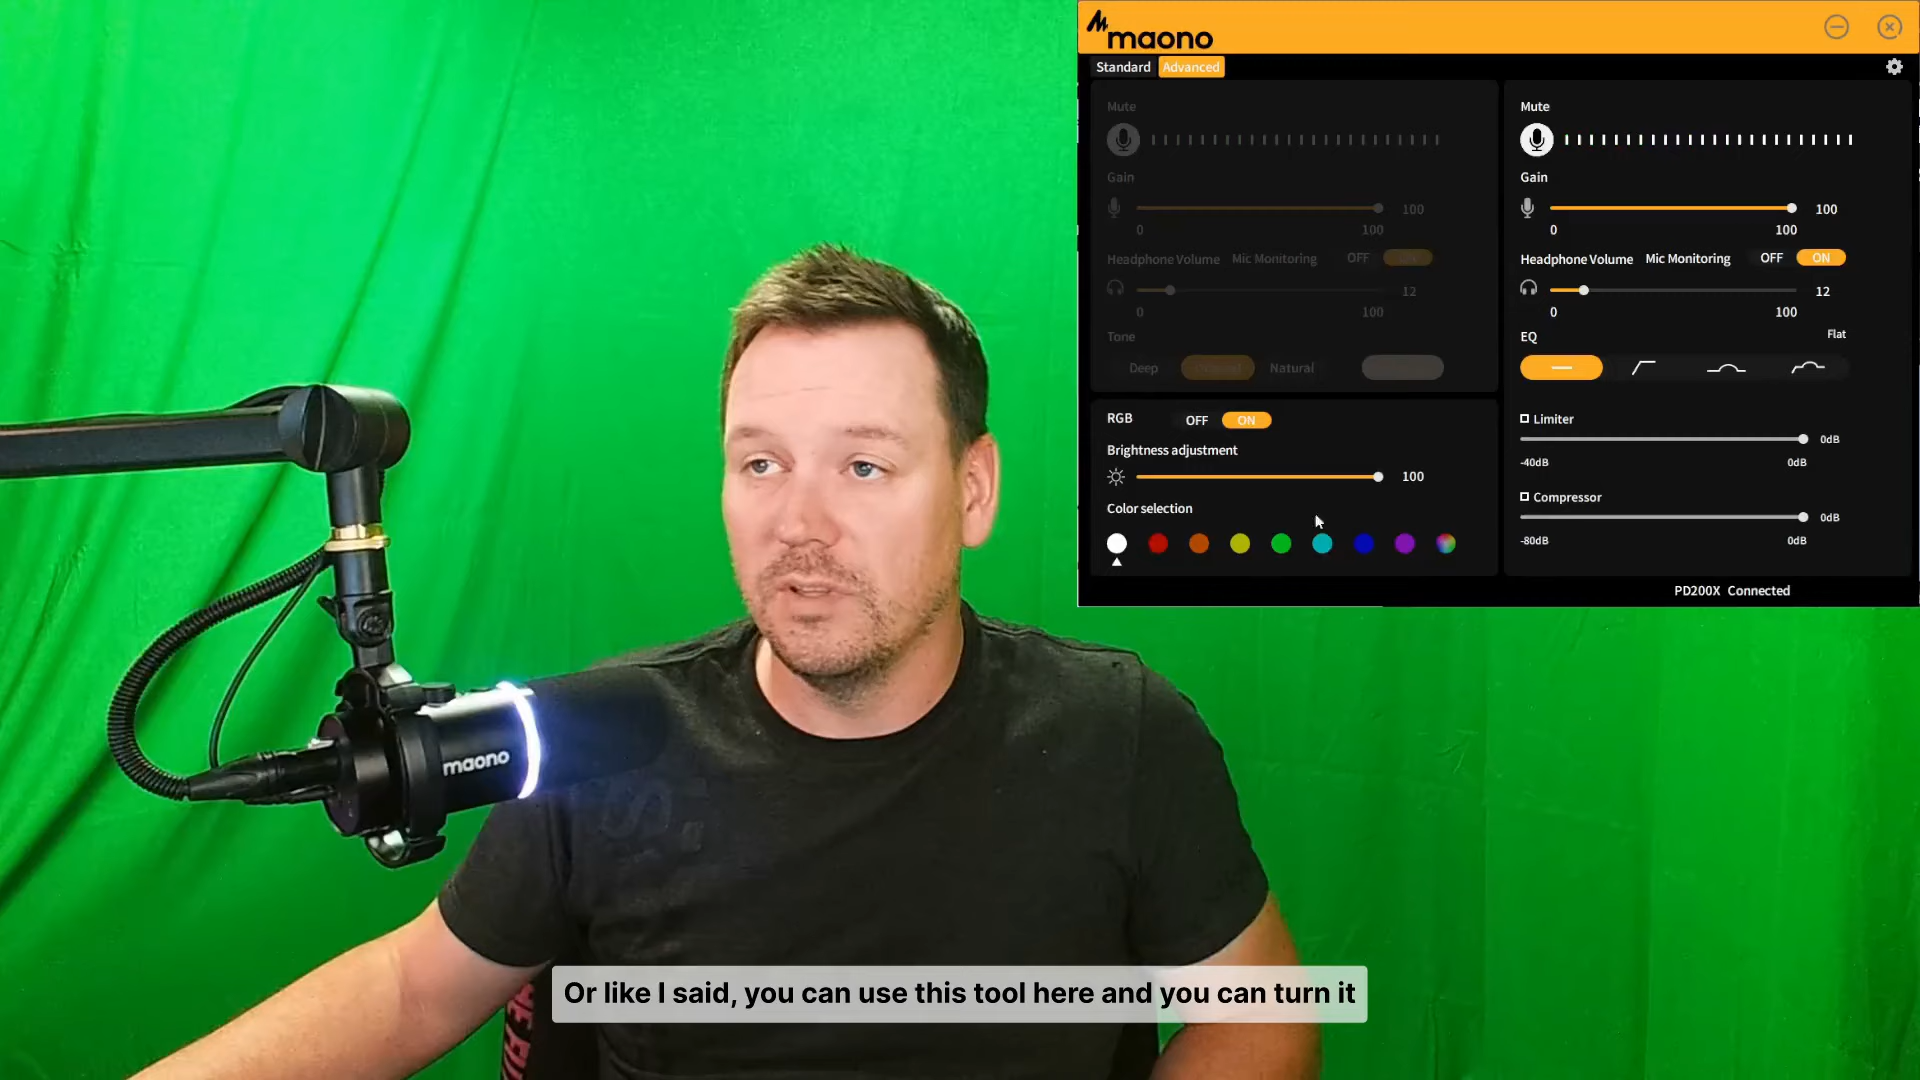 maono
Standard Advanced
Mute
Gain
100
0 100
Headphone Volume Mic Monitoring OFF
12
0 100
Tone
Deep Natural
RGB OFF ON
Brightness adjustment
100
Color selection
Mute
Gain
100
0 100
Headphone Volume Mic Monitoring OFF ON
12
0 100
EQ Flat
Limiter
0dB
-40dB 0dB
Compressor
0dB
-80dB 0dB
PD200X Connected
maono
Or like I said, you can use this tool here and you can turn it